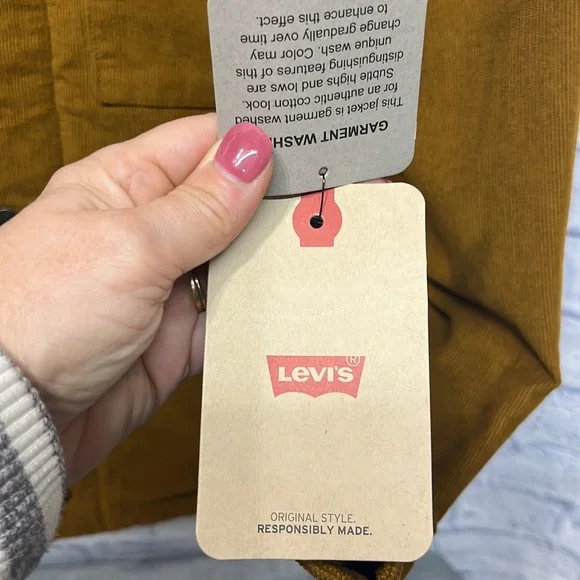 GARMENT
This jacket is garment washed
for an authentic cotton look.
Subtle highs and lows are
distinguishing features of this
unique wash. Color may
change gradually over time
to enhance this effect.
LEVI'S®
ORIGINAL STYLE.
RESPONSIBLY MADE.